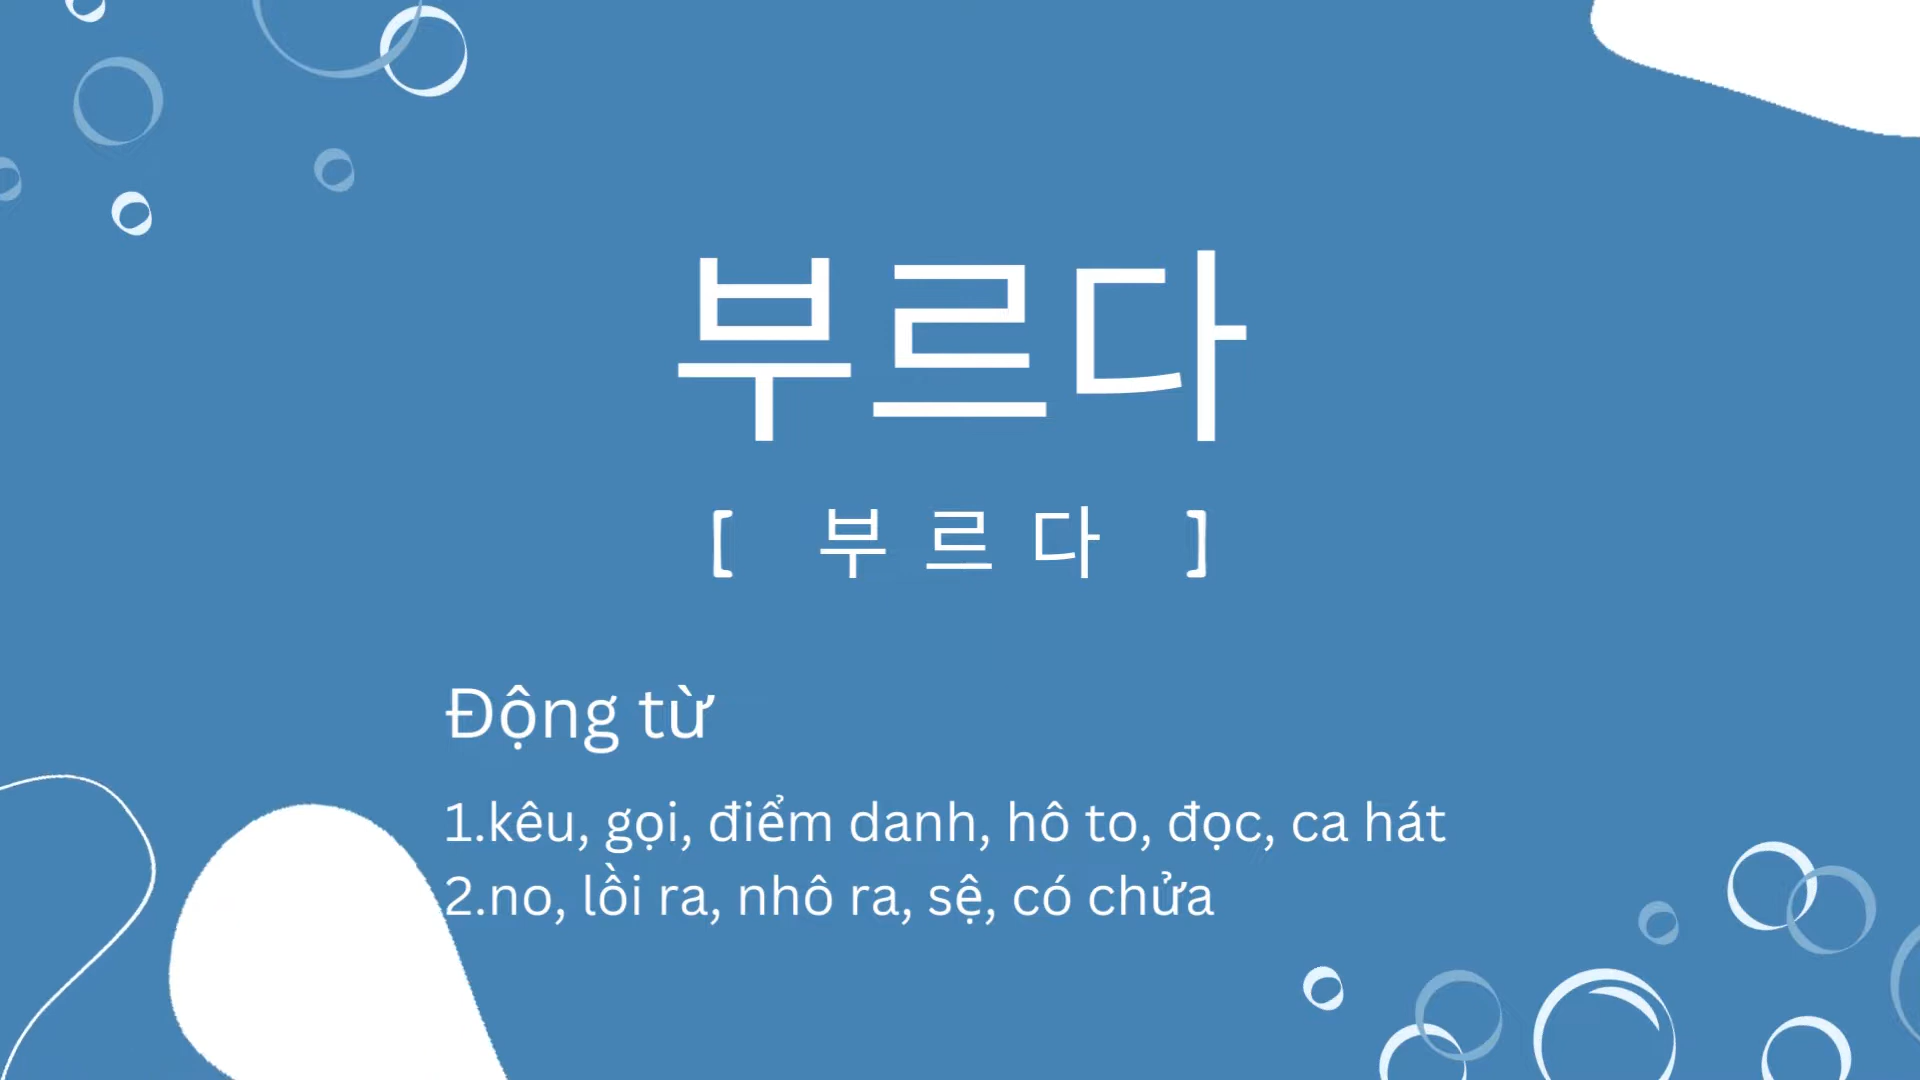 부르다
[ 부르다 ]
Động từ
1.kêu, gọi, điểm danh, hô to, đọc, ca hát
2.no, lồi ra, nhô ra, sệ, có chửa